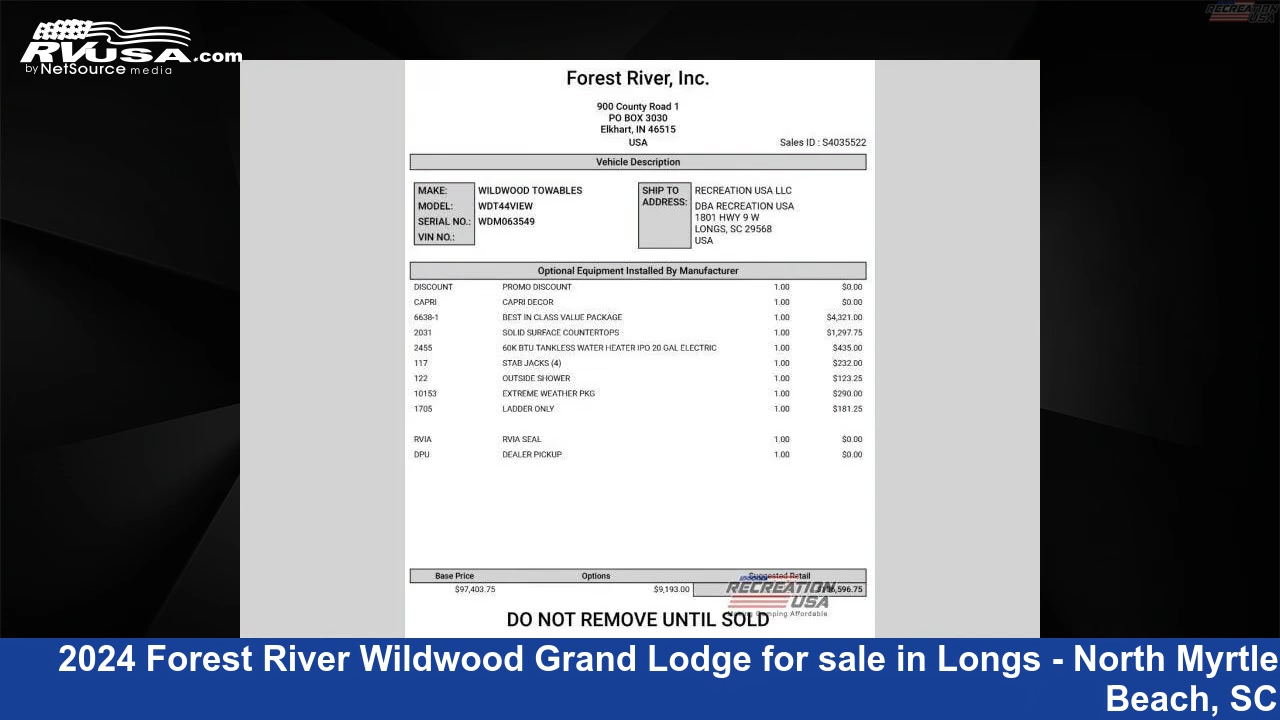 RVUSA.com
by NetSource media
RECREATION
USA
Forest River, Inc.
900 County Road 1
PO BOX 3030
Elkhart, IN 46515
USA
Sales ID : S4035522
Vehicle Description
MAKE: WILDWOOD TOWABLES
MODEL: WDT44VIEW
SERIAL NO.: WDM063549
VIN NO.:
SHIP TO ADDRESS:
RECREATION USA LLC
DBA RECREATION USA
1801 HWY 9 W
LONGS, SC 29568
USA
Optional Equipment Installed By Manufacturer
DISCOUNT PROMO DISCOUNT 1.00 $0.00
CAPRI CAPRI DECOR 1.00 $0.00
6638-1 BEST IN CLASS VALUE PACKAGE 1.00 $4,321.00
2031 SOLID SURFACE COUNTERTOPS 1.00 $1,297.75
2455 60K BTU TANKLESS WATER HEATER IPO 20 GAL ELECTRIC 1.00 $435.00
117 STAB JACKS (4) 1.00 $232.00
122 OUTSIDE SHOWER 1.00 $123.25
10153 EXTREME WEATHER PKG 1.00 $290.00
1705 LADDER ONLY 1.00 $181.25
RVIA RVIA SEAL 1.00 $0.00
DPU DEALER PICKUP 1.00 $0.00
Base Price Options Suggested Retail
$97,403.75 $9,193.00
RECREATION
USA
Camping Affordable
DO NOT REMOVE UNTIL SOLD
2024 Forest River Wildwood Grand Lodge for sale in Longs - North Myrtle
Beach, SC